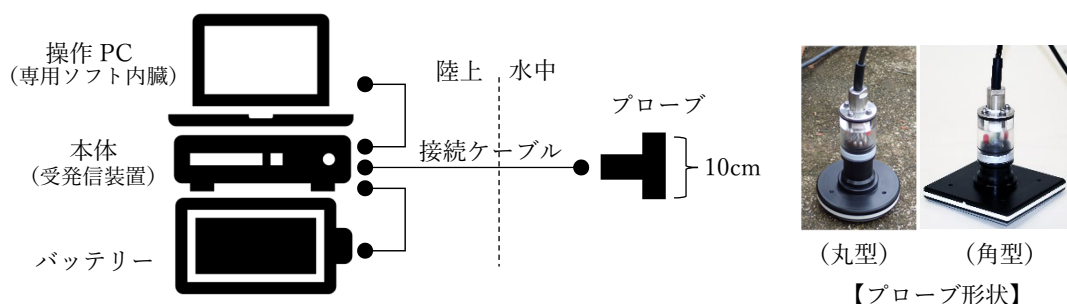 操作 PC
(専用ソフト内臓)
陸上
水中
プローブ
本体
(受発信装置)
接続ケーブル
10cm
バッテリー
(丸型)
(角型)
【プローブ形状】